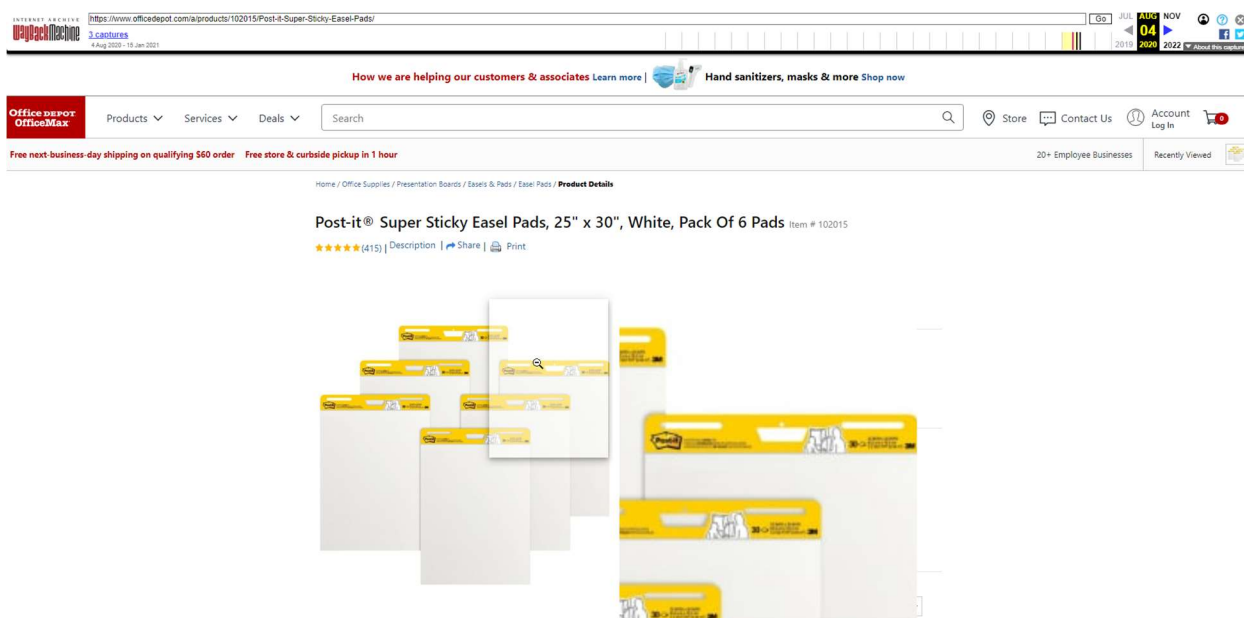 INTERNET ARCHIVE
WayBackMachine
https://www.officedepot.com/a/products/102015/Post-it-Super-Sticky-Easel-Pads/
Go
JUL AUG NOV
3 captures
04
4 Aug 2020 - 15 Jan 2021
2019 2020 2022
About this capture
How we are helping our customers & associates Learn more |
Hand sanitizers, masks & more Shop now
Office DEPOT
OfficeMax
Products
Services
Deals
Search
Store
Contact Us
Account
Log In
0
Free next-business-day shipping on qualifying $60 order Free store & curbside pickup in 1 hour
20+ Employee Businesses
Recently Viewed
Home / Office Supplies / Presentation Boards / Easels & Pads / Easel Pads / Product Details
Post-it® Super Sticky Easel Pads, 25" x 30", White, Pack Of 6 Pads Item # 102015
(415) | Description | Share | Print
Post-it
3M